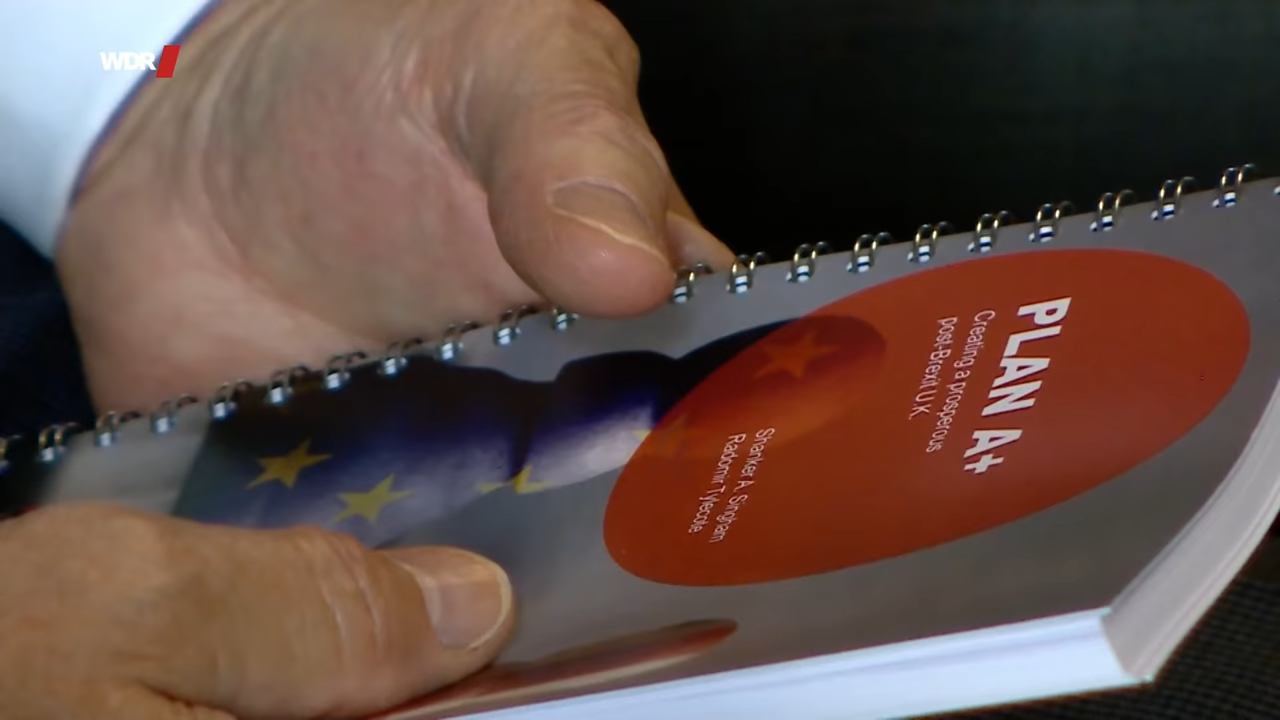 WDR
PLAN A+
Creating a prosperous
post-Brexit U.K.
Shanker A. Singham
Radomir Tylecote